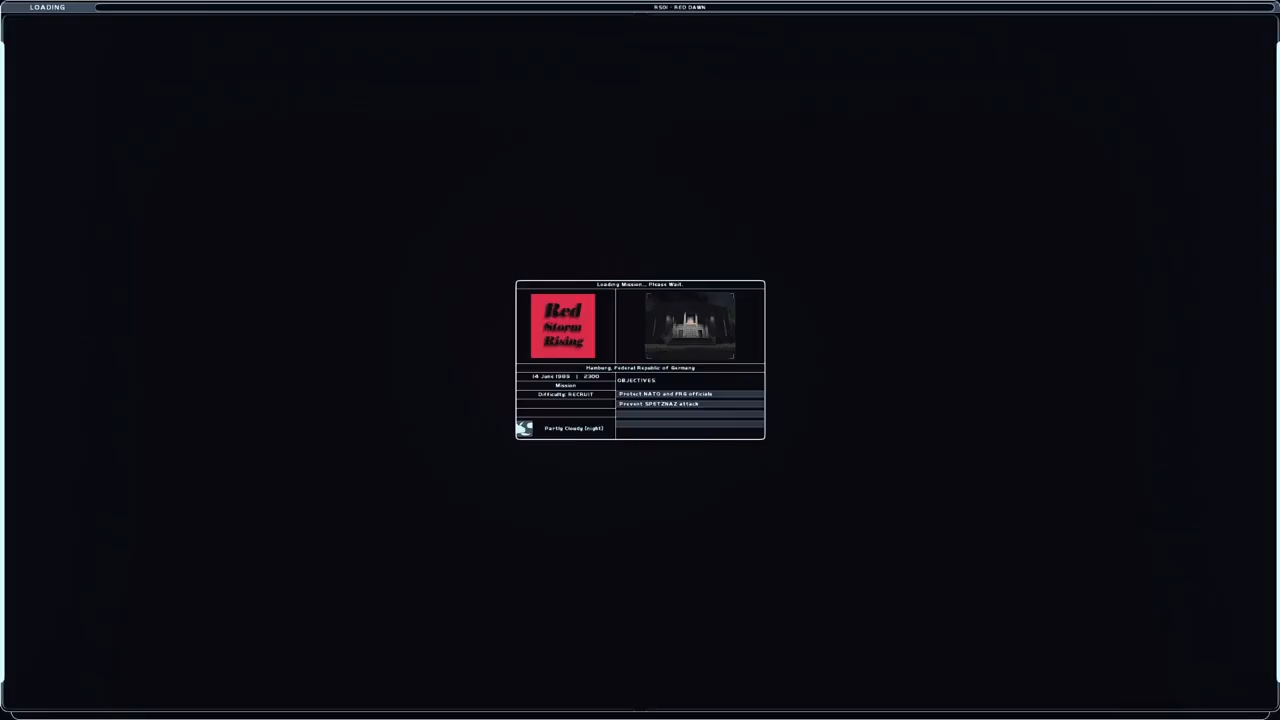 LOADING
RS01 - RED DAWN
Loading Mission... Please Wait.
Red
Storm
Rising
Hamburg, Federal Republic of Germany
14 June 1989 | 2300
Mission
Difficulty: RECRUIT
Partly Cloudy (night)
OBJECTIVES
Protect NATO and FRG officials
Prevent SPETZNAZ attack